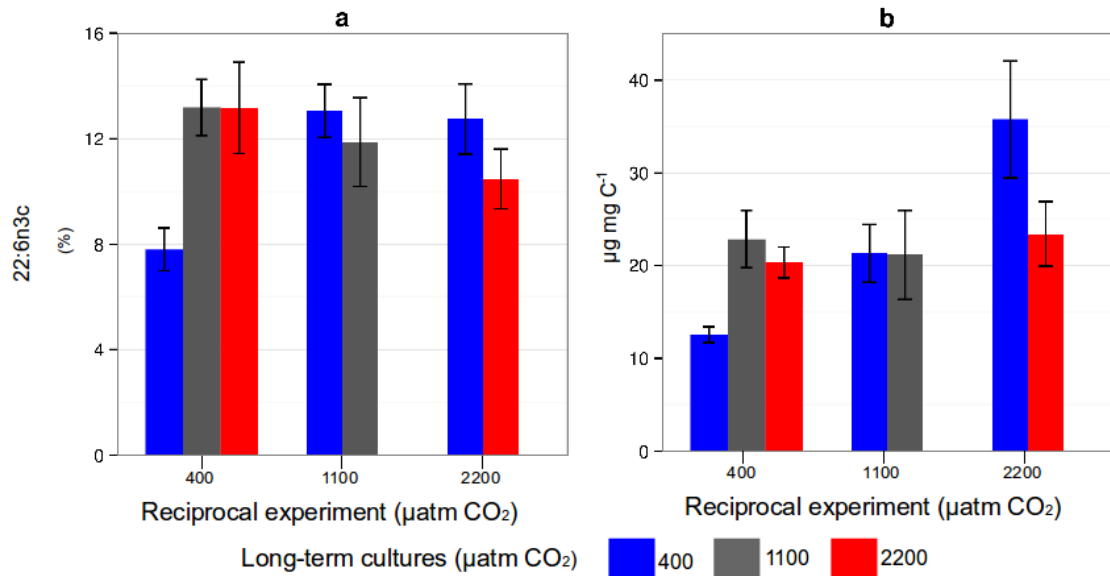 a
16
12
8
4
0
22:6n3c
(%)
400
1100
2200
Reciprocal experiment (µatm CO₂)
b
40
30
20
10
0
µg mg C⁻¹
400
1100
2200
Reciprocal experiment (µatm CO₂)
Long-term cultures (µatm CO₂) 400 1100 2200